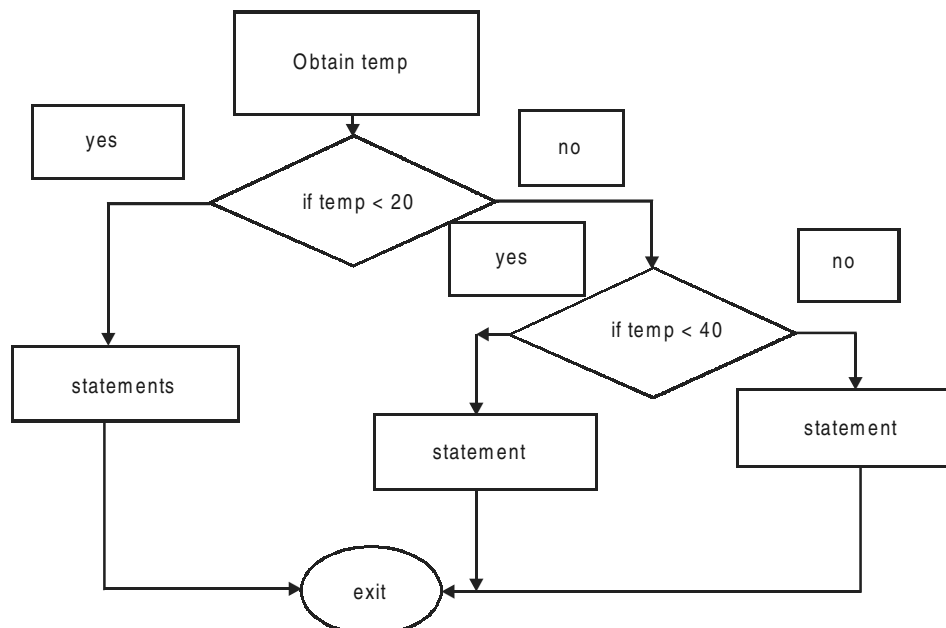 Obtain temp
yes
no
if temp < 20
yes
no
if temp < 40
statements
statement
statement
exit